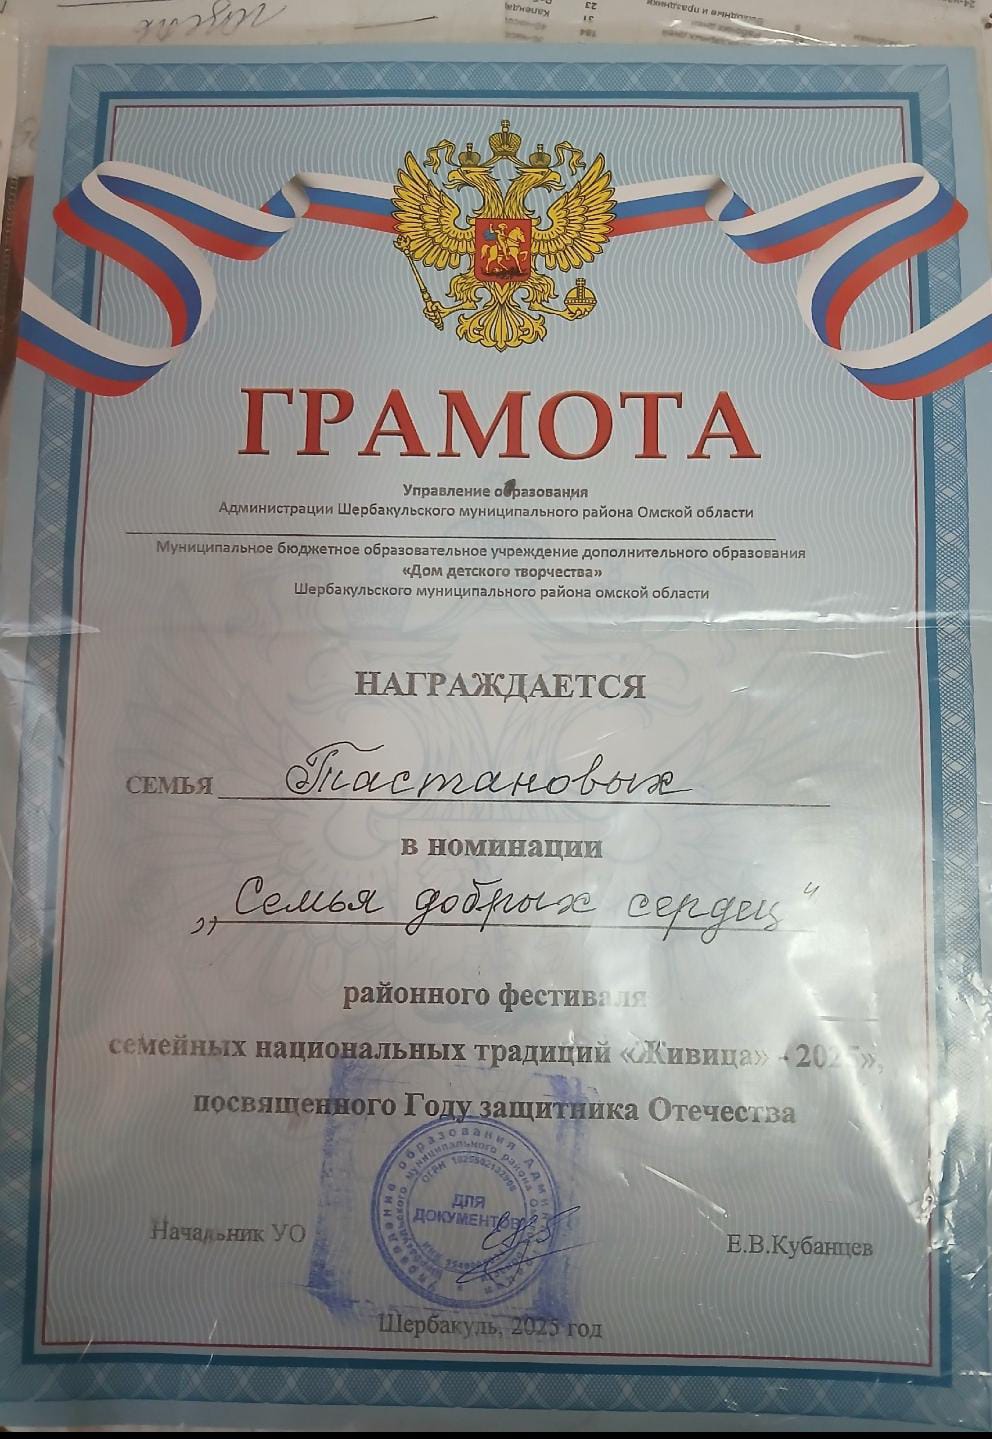 ГРАМОТА
Управление образования
Администрации Шербакульского муниципального района Омской области
Муниципальное бюджетное образовательное учреждение дополнительного образования
«Дом детского творчества»
Шербакульского муниципального района омской области
НАГРАЖДАЕТСЯ
СЕМЬЯ Тастановых
в номинации
„Семья добрых сердец“
районного фестиваля
семейных национальных традиций «Живица» - 2025»,
посвященного Году защитника Отечества
ДЛЯ
ДОКУМЕНТОВ
Начальник УО Е.В.Кубанцев
Шербакуль, 2025 год